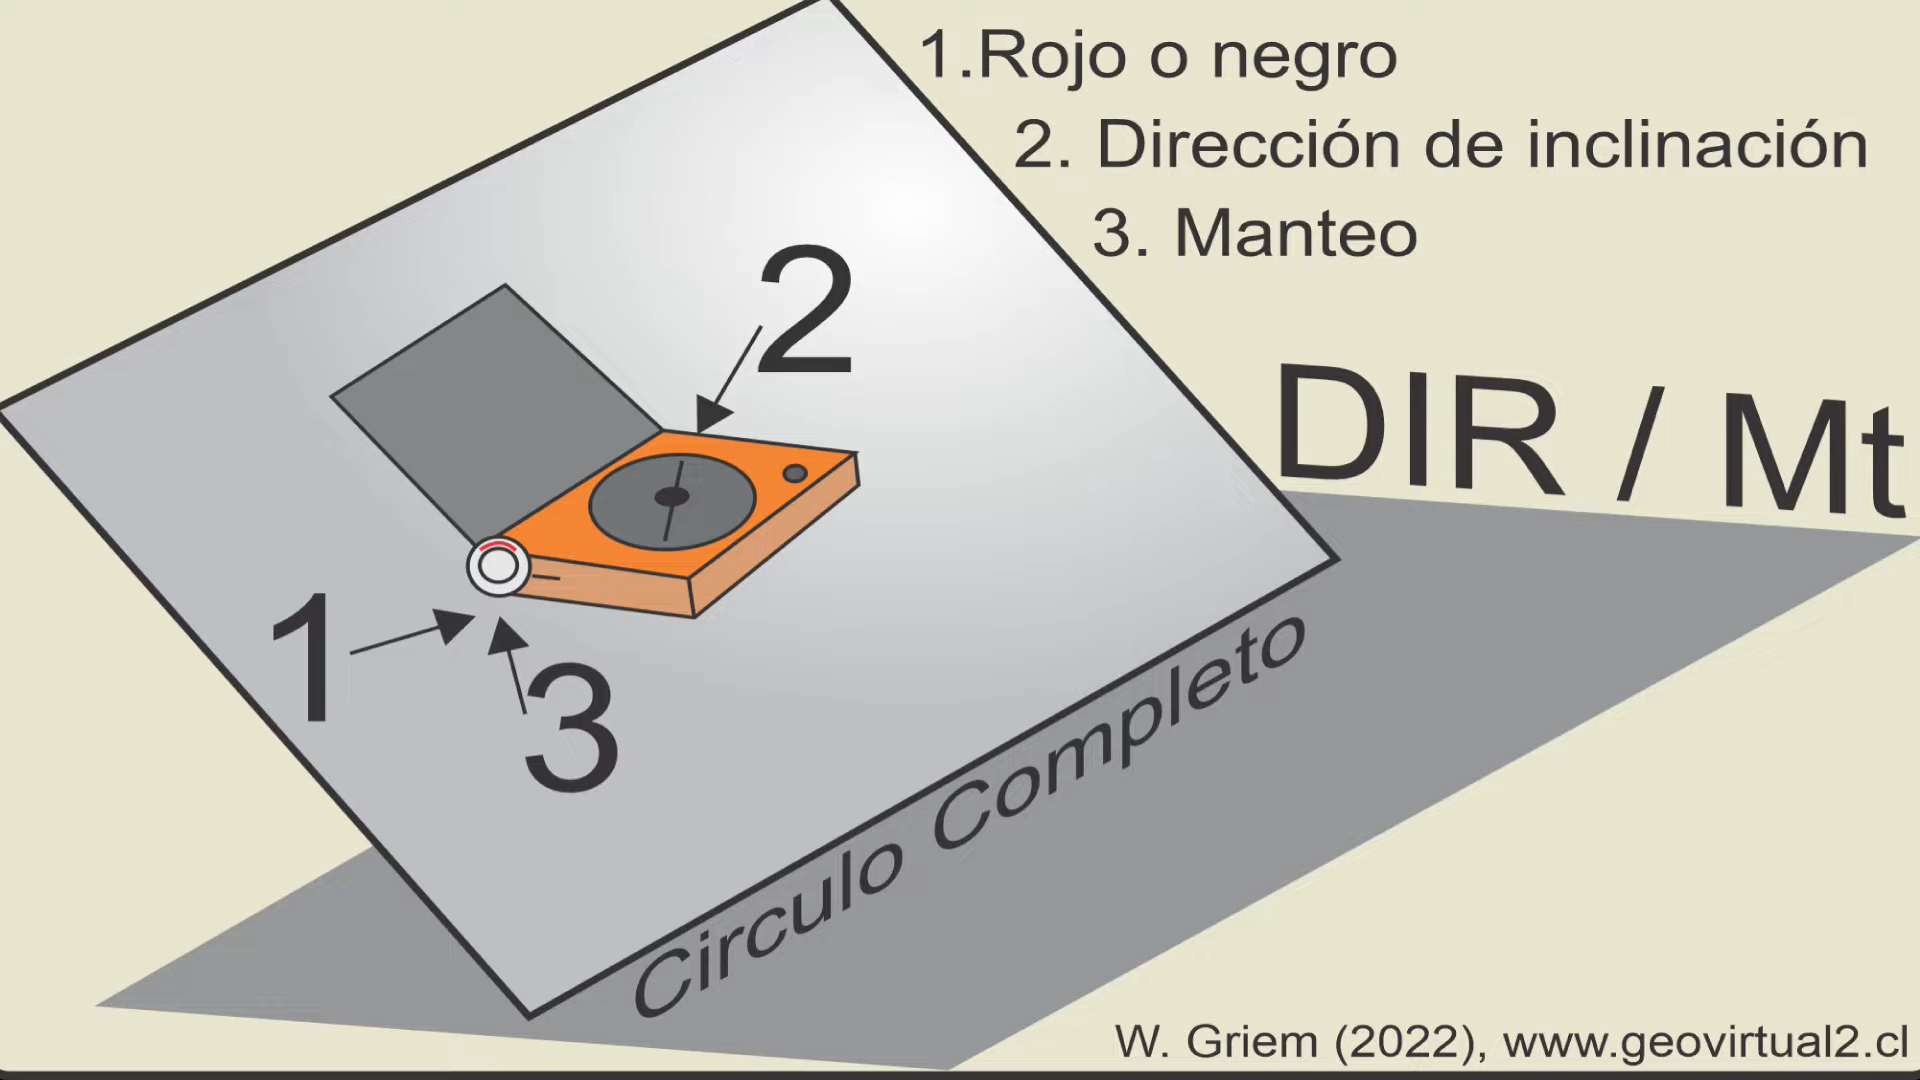 1.Rojo o negro
2. Dirección de inclinación
3. Manteo
2
DIR / Mt
1
3
Circulo Completo
W. Griem (2022), www.geovirtual2.cl